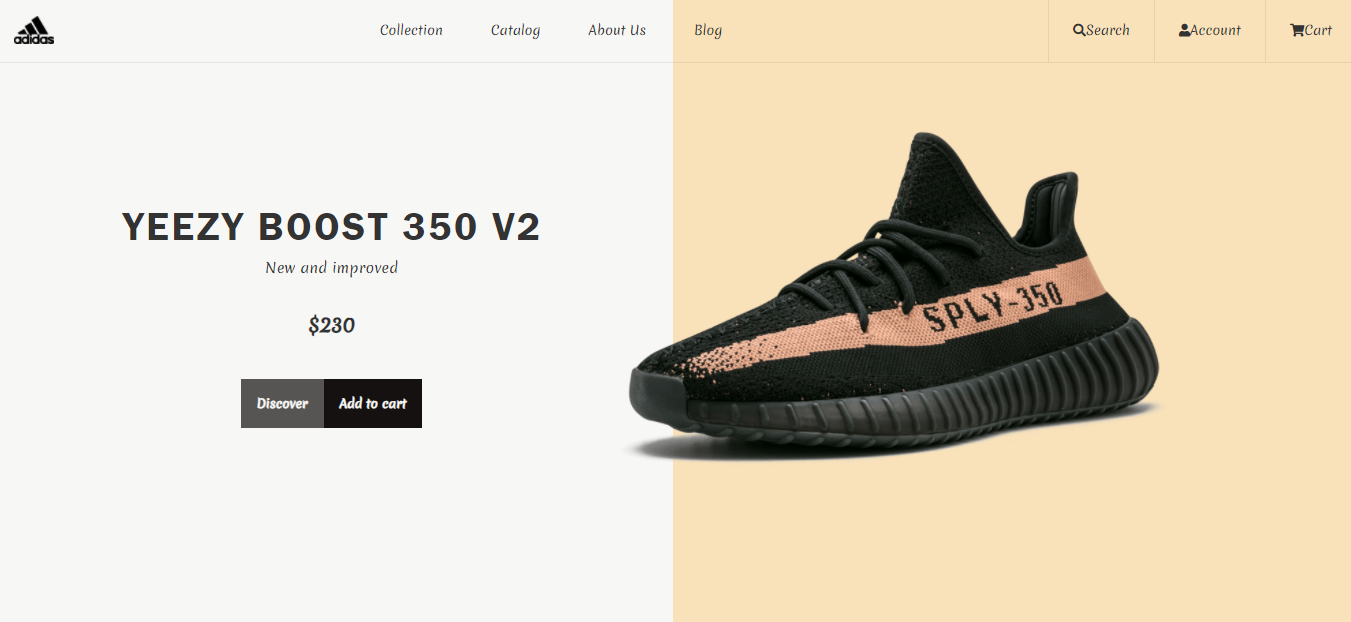 adidas
Collection Catalog About Us Blog Search Account Cart
YEEZY BOOST 350 V2
New and improved
$230
Discover Add to cart
SPLY-350